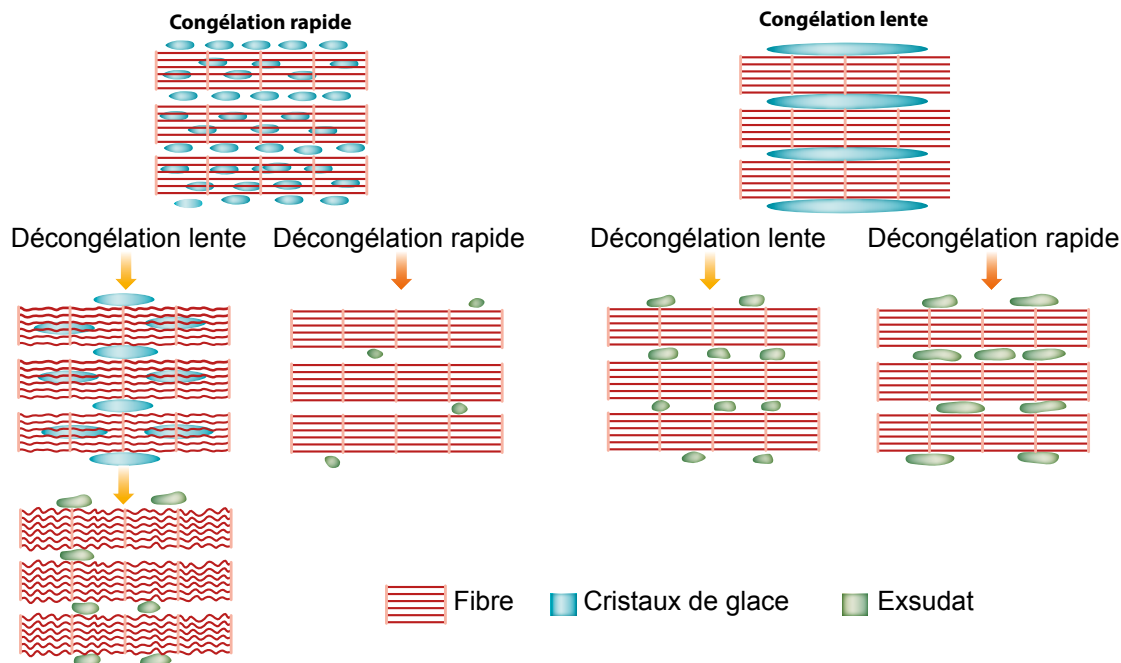 Congélation rapide
Congélation lente
Décongélation lente
Décongélation rapide
Décongélation lente
Décongélation rapide
Fibre
Cristaux de glace
Exsudat